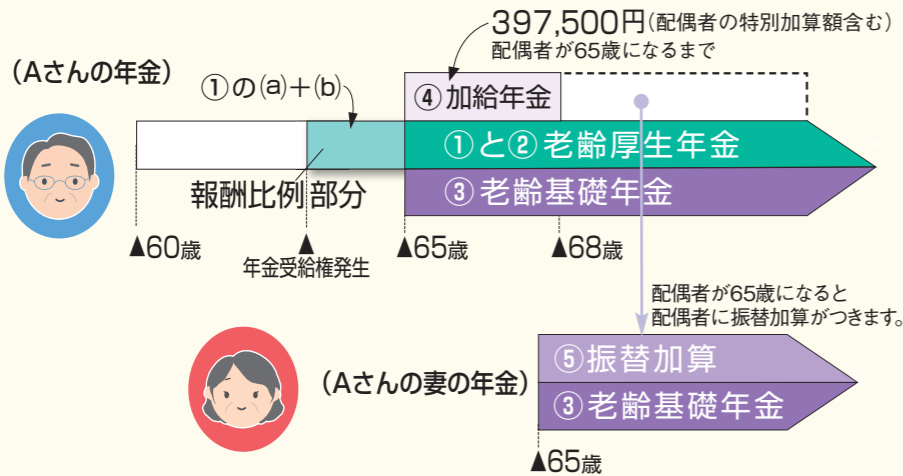 397,500円(配偶者の特別加算額含む)
配偶者が65歳になるまで
(Aさんの年金)
①の(a)+(b)
④加給年金
①と②老齢厚生年金
報酬比例部分
③老齢基礎年金
▲60歳
▲
年金受給権発生
▲65歳
▲68歳
配偶者が65歳になると
配偶者に振替加算がつきます。
(Aさんの妻の年金)
⑤振替加算
③老齢基礎年金
▲65歳